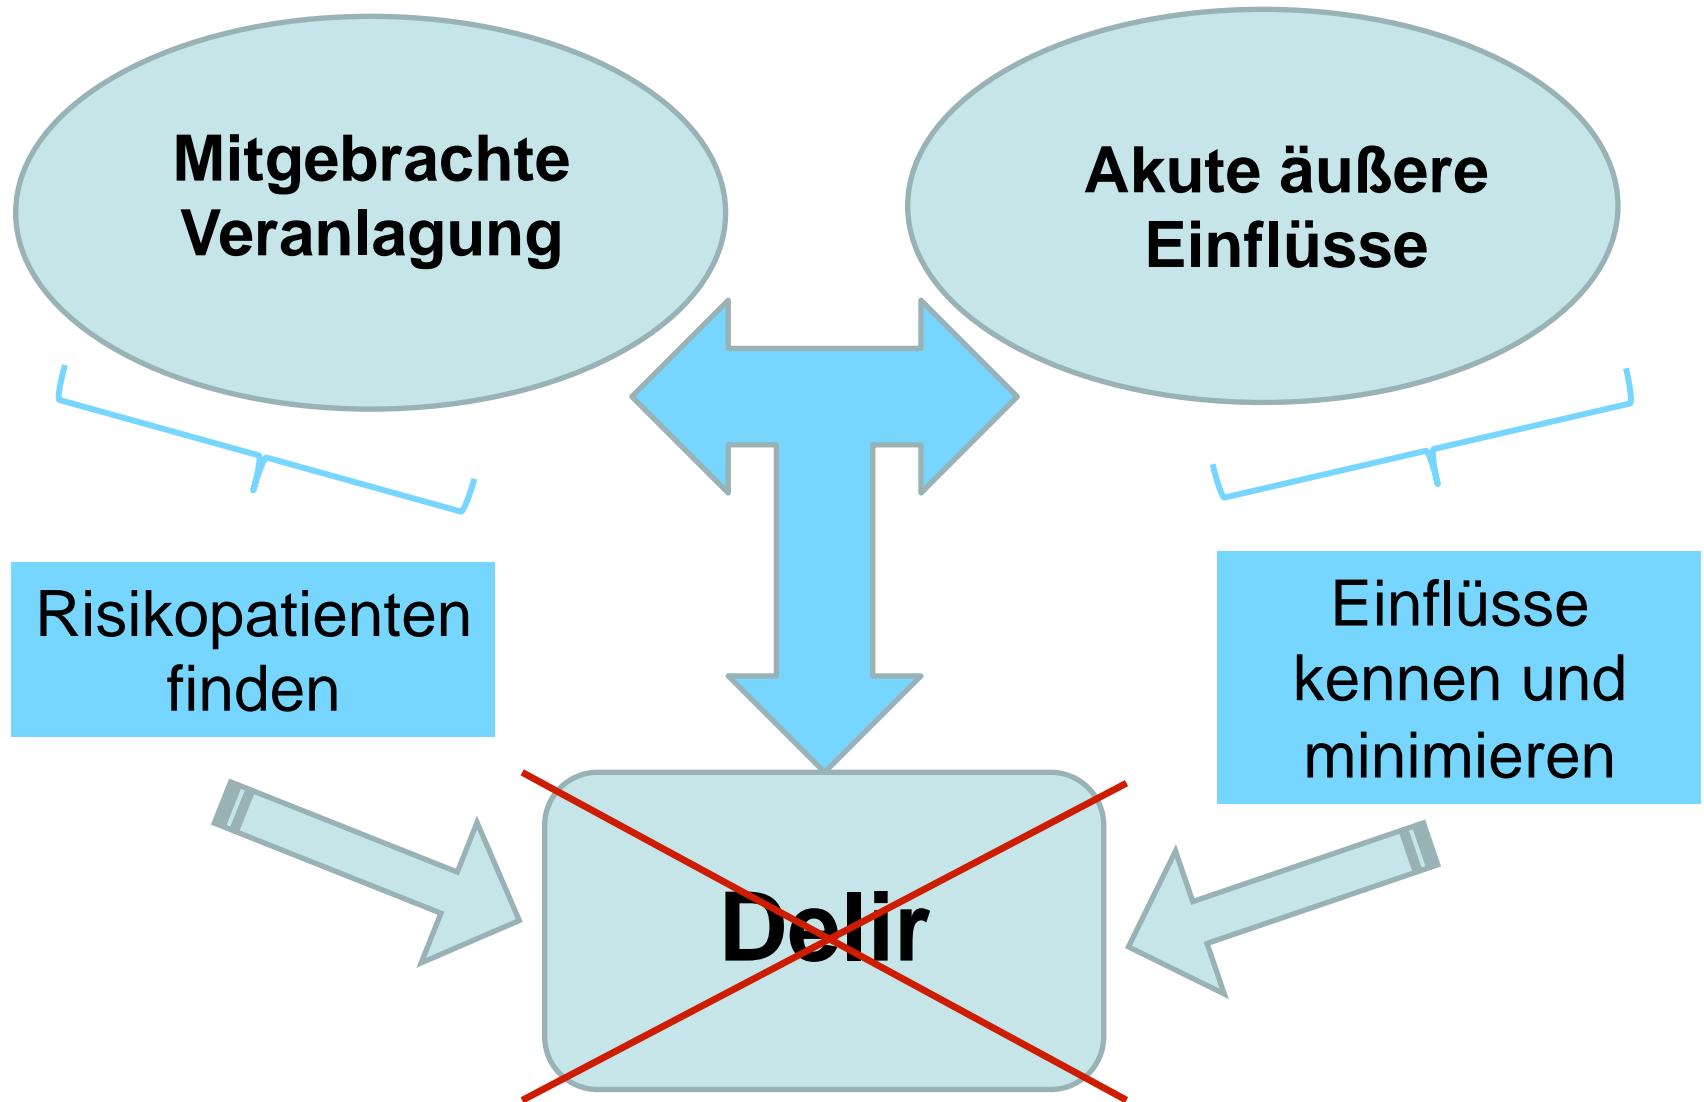 Mitgebrachte
Veranlagung
Akute äußere
Einflüsse
Risikopatienten
finden
Einflüsse
kennen und
minimieren
Delir